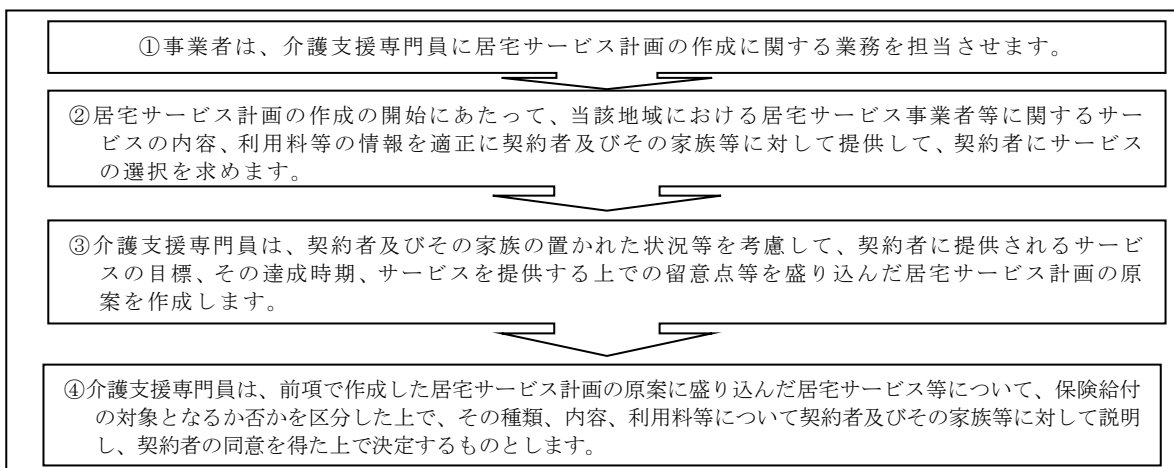 ①事業者は、介護支援専門員に居宅サービス計画の作成に関する業務を担当させます。
②居宅サービス計画の作成の開始にあたって、当該地域における居宅サービス事業者等に関するサー
ビスの内容、利用料等の情報を適正に契約者及びその家族等に対して提供して、契約者にサービス
の選択を求めます。
③介護支援専門員は、契約者及びその家族の置かれた状況等を考慮して、契約者に提供されるサービ
スの目標、その達成時期、サービスを提供する上での留意点等を盛り込んだ居宅サービス計画の原
案を作成します。
④介護支援専門員は、前項で作成した居宅サービス計画の原案に盛り込んだ居宅サービス等について、保険給付
の対象となるか否かを区分した上で、その種類、内容、利用料等について契約者及びその家族等に対して説明
し、契約者の同意を得た上で決定するものとします。